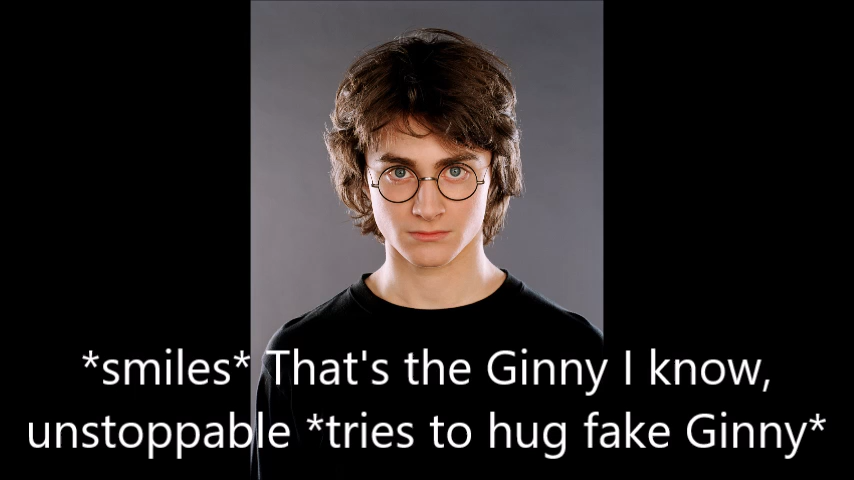 *smiles* That's the Ginny I know,
unstoppable *tries to hug fake Ginny*